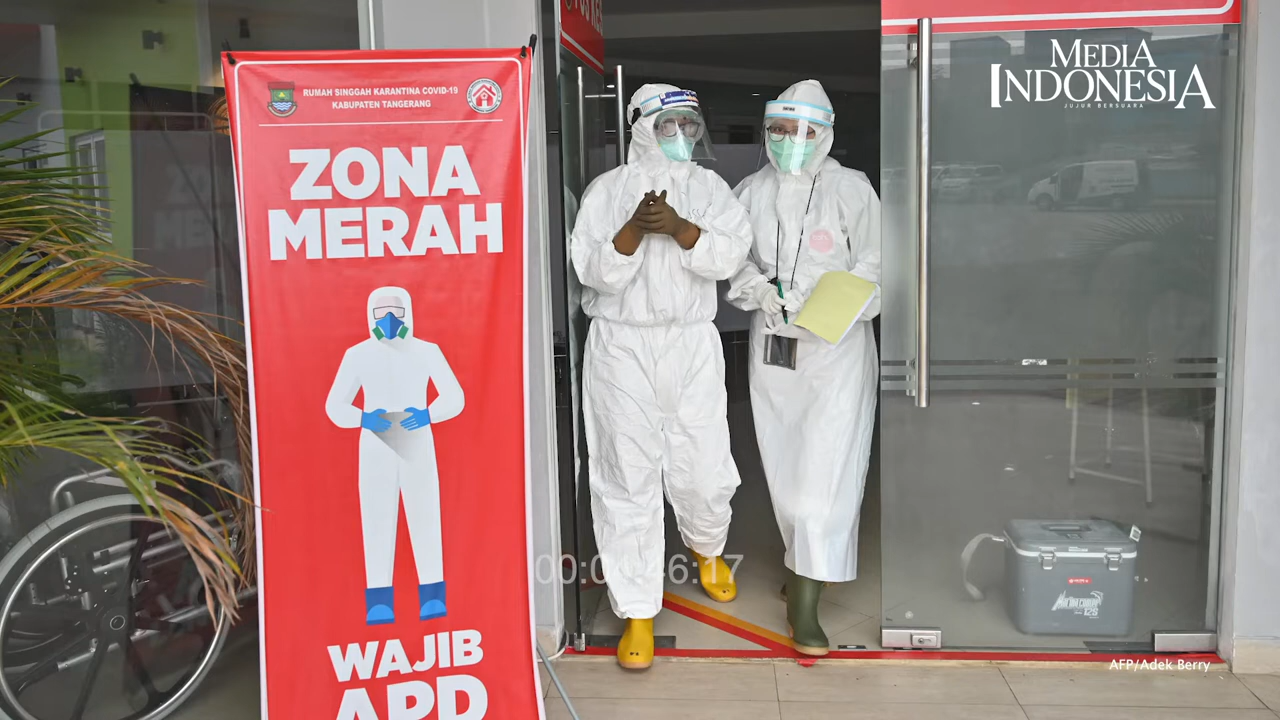 RUMAH SINGGAH KARANTINA COVID-19
KABUPATEN TANGERANG
ZONA
MERAH
WAJIB
APD
MEDIA
INDONESIA
JUJUR BERSUARA
AFP/Adek Berry